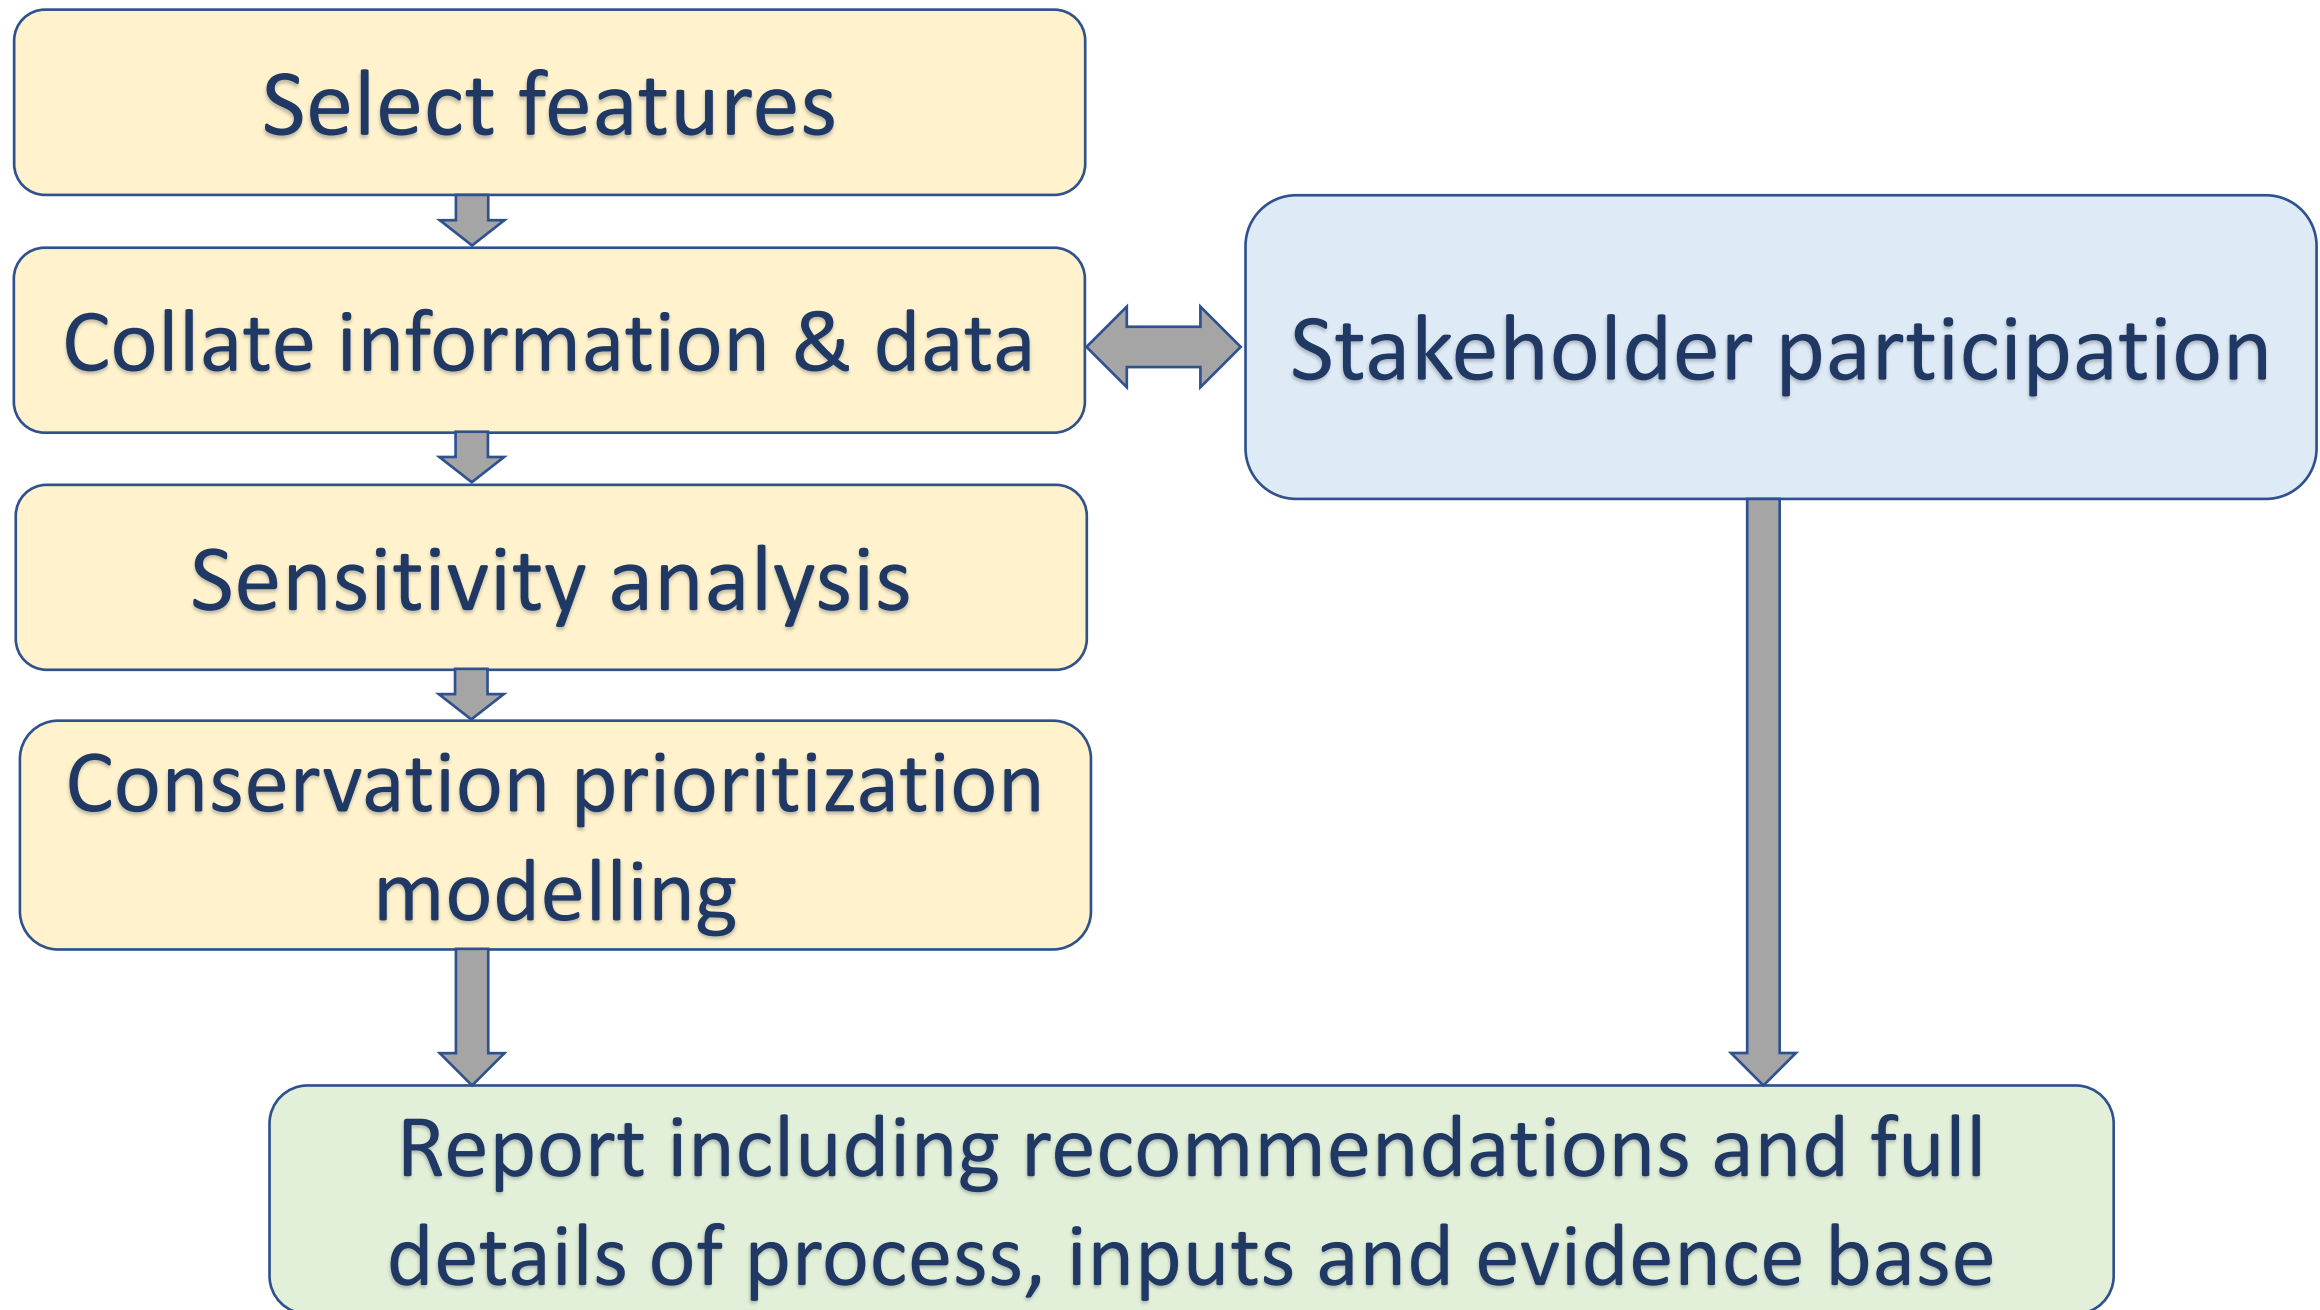 Select features
Collate information & data
Stakeholder participation
Sensitivity analysis
Conservation prioritization
modelling
Report including recommendations and full
details of process, inputs and evidence base